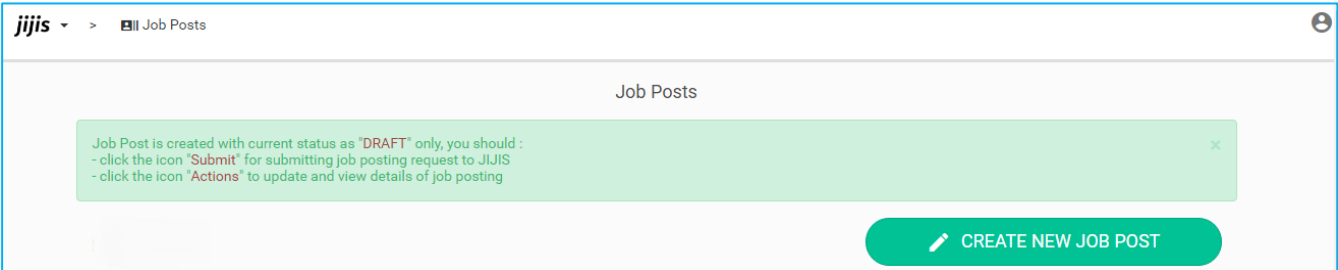 jijis > Job Posts
Job Posts
Job Post is created with current status as "DRAFT" only, you should :
- click the icon "Submit" for submitting job posting request to JIJIS
- click the icon "Actions" to update and view details of job posting
×
CREATE NEW JOB POST